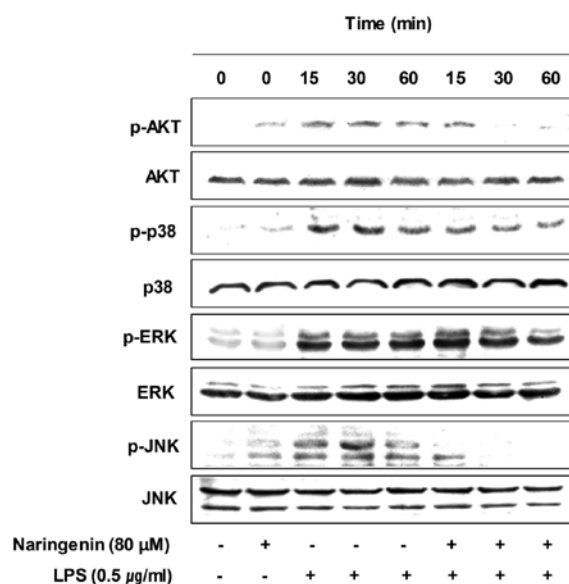 Time (min)
0 0 15 30 60 15 30 60
p-AKT
AKT
p-p38
p38
p-ERK
ERK
p-JNK
JNK
Naringenin (80 μM) - + - - - + + +
LPS (0.5 μg/ml) - - + + + + + +